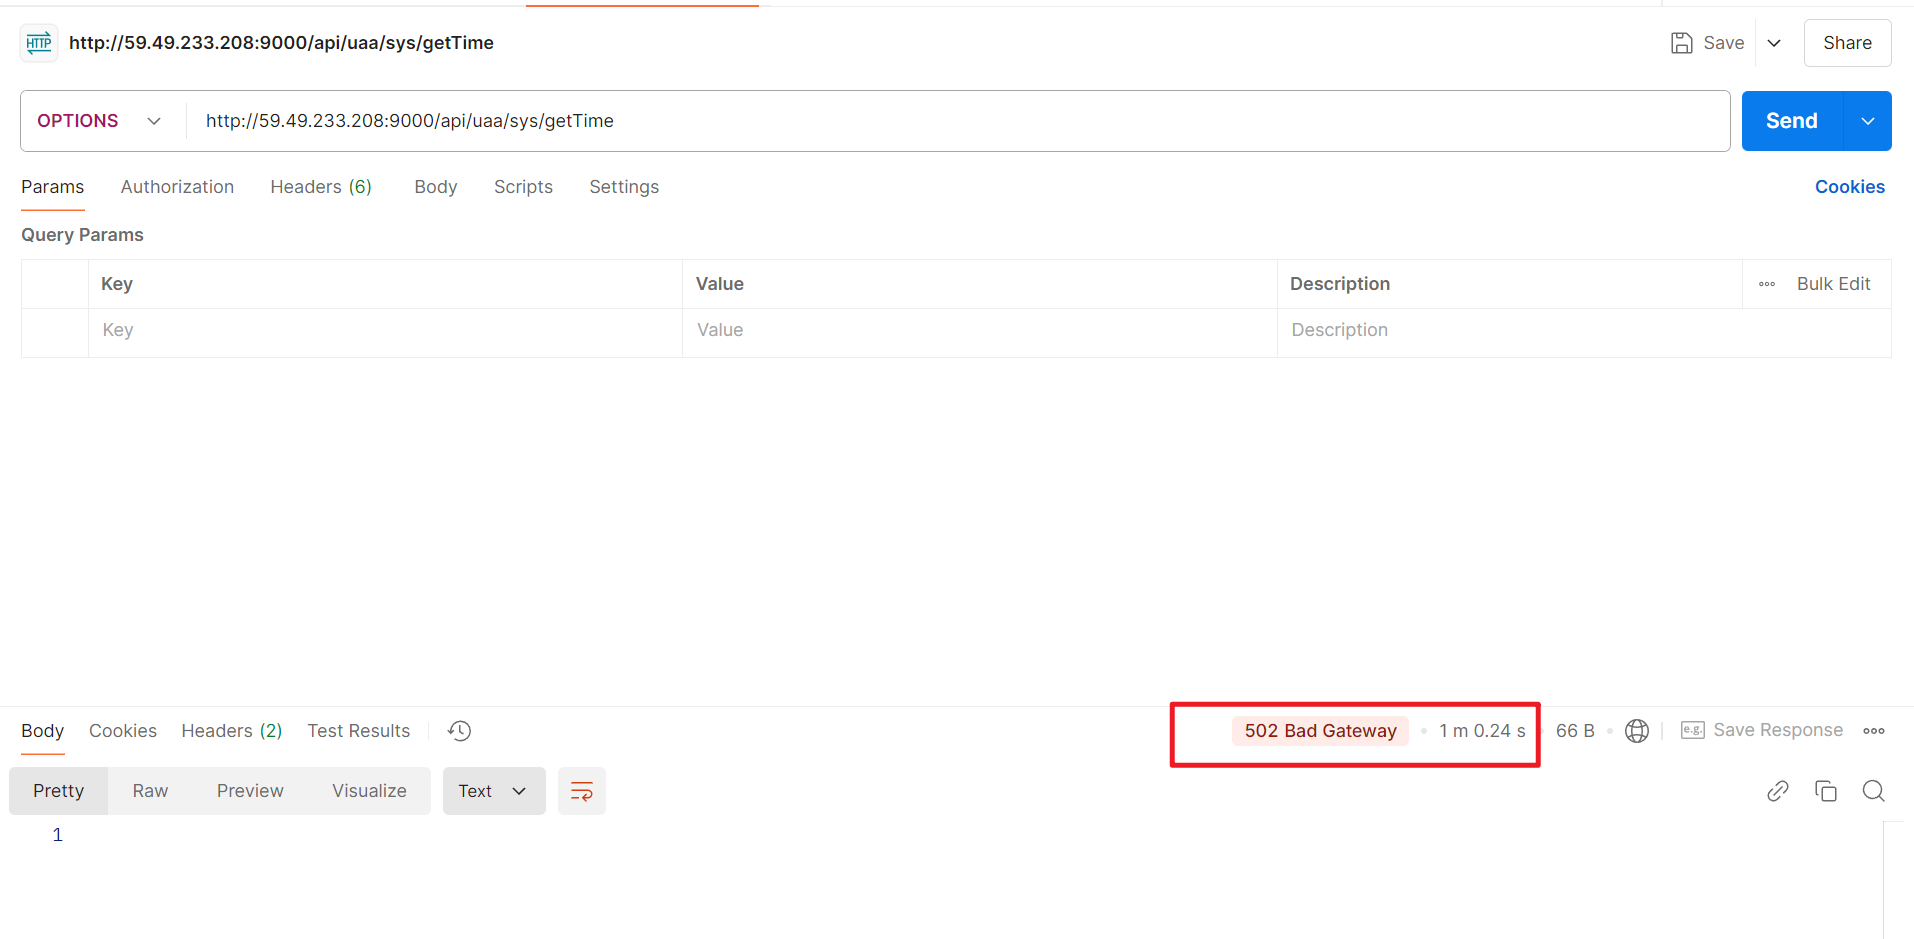 HTTP http://59.49.233.208:9000/api/uaa/sys/getTime Save Share
OPTIONS http://59.49.233.208:9000/api/uaa/sys/getTime Send
Params Authorization Headers (6) Body Scripts Settings Cookies
Query Params
Key Value Description Bulk Edit
Key Value Description
Body Cookies Headers (2) Test Results 502 Bad Gateway 1 m 0.24 s 66 B e.g. Save Response
Pretty Raw Preview Visualize Text
1